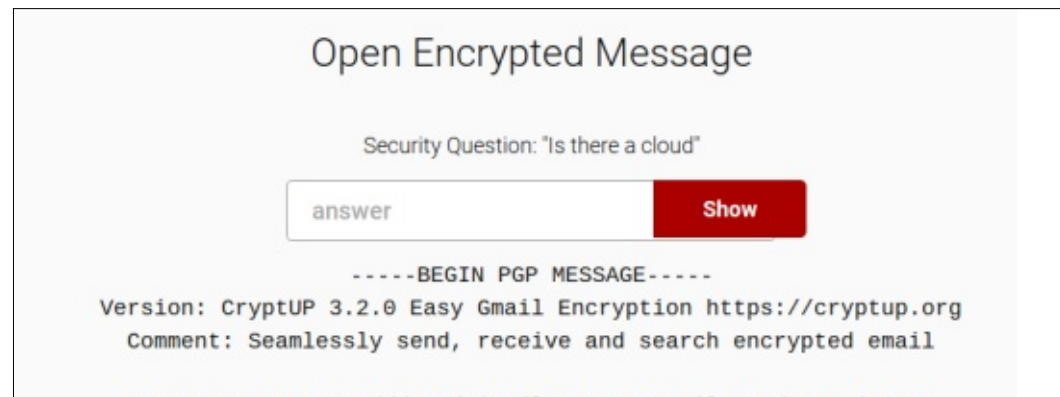 Open Encrypted Message
Security Question: "Is there a cloud"
answer
Show
-----BEGIN PGP MESSAGE-----
Version: CryptUP 3.2.0 Easy Gmail Encryption https://cryptup.org
Comment: Seamlessly send, receive and search encrypted email